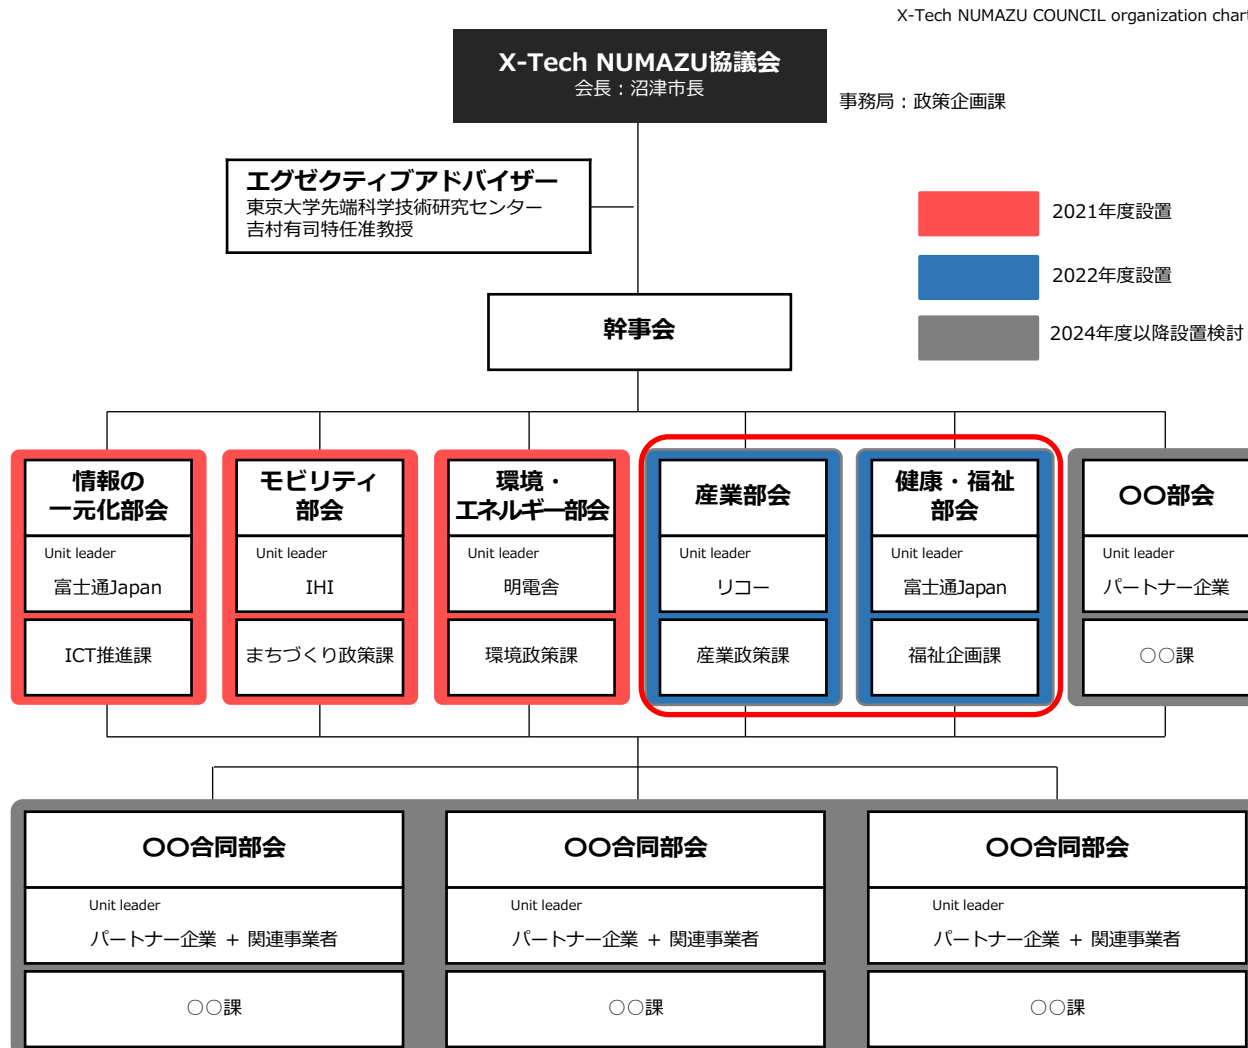 X-Tech NUMAZU COUNCIL organization chart
X-Tech NUMAZU協議会
会長：沼津市長
事務局：政策企画課
エグゼクティブアドバイザー
東京大学先端科学技術研究センター
吉村有司特任准教授
2021年度設置
2022年度設置
2024年度以降設置検討
幹事会
情報の
一元化部会
Unit leader
富士通Japan
ICT推進課
モビリティ
部会
Unit leader
IHI
まちづくり政策課
環境・
エネルギー部会
Unit leader
明電舎
環境政策課
産業部会
Unit leader
リコー
産業政策課
健康・福祉
部会
Unit leader
富士通Japan
福祉企画課
〇〇部会
Unit leader
パートナー企業
○○課
〇〇合同部会
Unit leader
パートナー企業 + 関連事業者
○○課
〇〇合同部会
Unit leader
パートナー企業 + 関連事業者
○○課
〇〇合同部会
Unit leader
パートナー企業 + 関連事業者
○○課